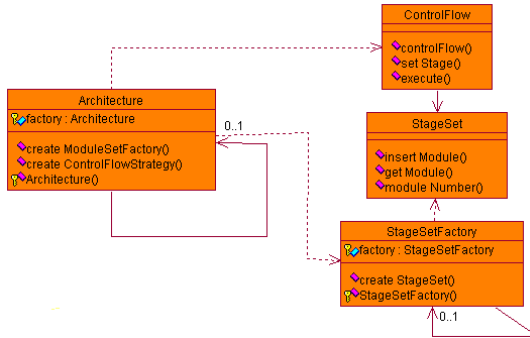 ControlFlow
controlFlow()
set Stage()
execute()
Architecture
factory : Architecture
create ModuleSetFactory()
create ControlFlowStrategy()
Architecture()
0..1
StageSet
insert Module()
get Module()
module Number()
StageSetFactory
factory : StageSetFactory
create StageSet()
StageSetFactory()
0..1